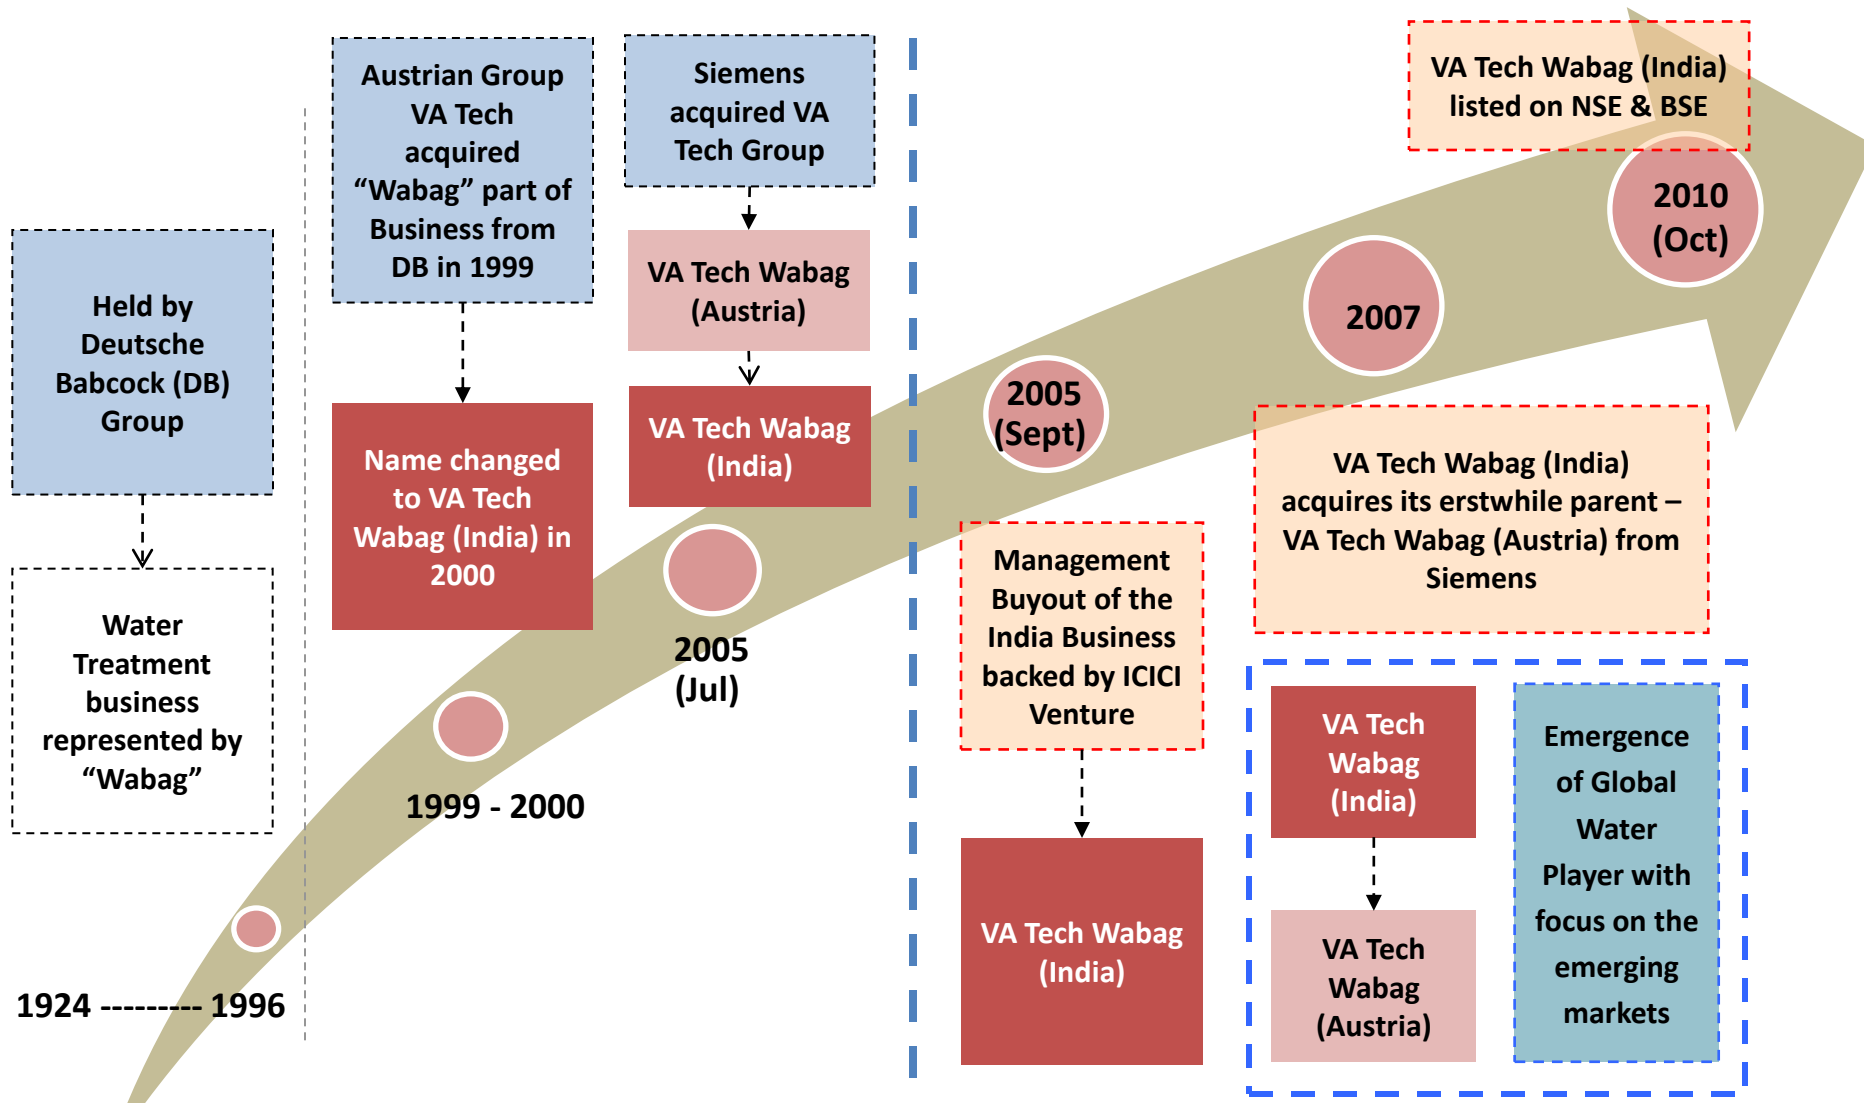 Held by
Deutsche
Babcock (DB)
Group
Water
Treatment
business
represented by
“Wabag”
1924 --------- 1996
Austrian Group
VA Tech
acquired
“Wabag” part of
Business from
DB in 1999
Name changed
to VA Tech
Wabag (India) in
2000
1999 - 2000
Siemens
acquired VA
Tech Group
VA Tech Wabag
(Austria)
VA Tech Wabag
(India)
2005
(Jul)
2005
(Sept)
Management
Buyout of the
India Business
backed by ICICI
Venture
VA Tech Wabag
(India)
2007
VA Tech Wabag (India)
acquires its erstwhile parent –
VA Tech Wabag (Austria) from
Siemens
VA Tech
Wabag
(India)
VA Tech
Wabag
(Austria)
Emergence
of Global
Water
Player with
focus on the
emerging
markets
VA Tech Wabag (India)
listed on NSE & BSE
2010
(Oct)